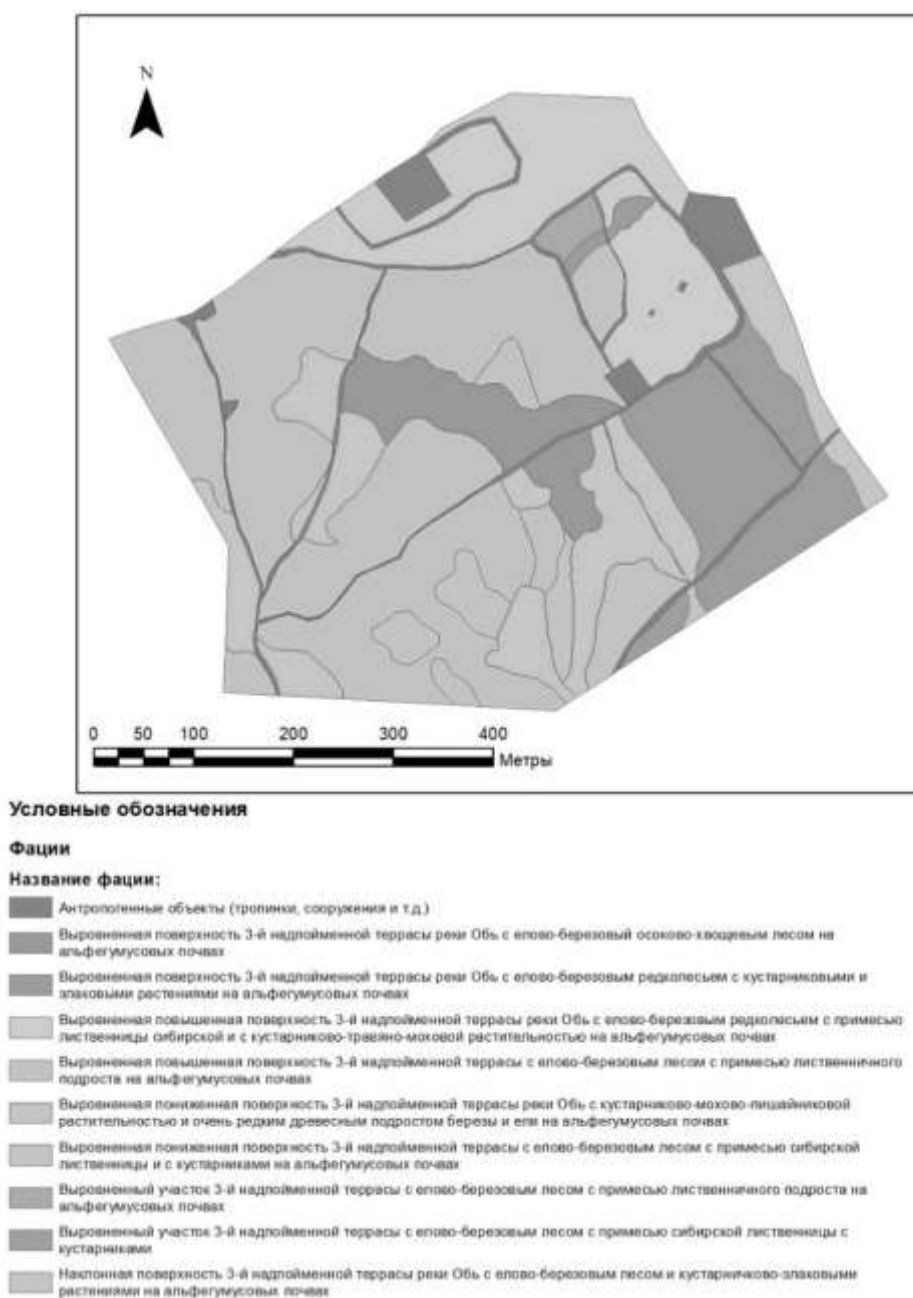 N
0 50 100 200 300 400
Метры
Условные обозначения
Фации
Название фации:
Антропогенные объекты (тропинки, сооружения и т.д.)
Выровненная поверхность 3-й надпойменной террасы реки Обь с елово-березовый осоково-хвощевым лесом на
альфегумусовых почвах
Выровненная поверхность 3-й надпойменной террасы реки Обь с елово-березовым редколесьем с кустарниковыми и
злаковыми растениями на альфегумусовых почвах
Выровненная повышенная поверхность 3-й надпойменной террасы реки Обь с елово-березовым редколесьем с примесью
лиственницы сибирской и с кустарниково-травяно-моховой растительностью на альфегумусовых почвах
Выровненная повышенная поверхность 3-й надпойменной террасы с елово-березовым лесом с примесью лиственничного
подроста на альфегумусовых почвах
Выровненная пониженная поверхность 3-й надпойменной террасы реки Обь с кустарниково-мохово-лишайниковой
растительностью и очень редким древесным подростом березы и ели на альфегумусовых почвах
Выровненная пониженная поверхность 3-й надпойменной террасы с елово-березовым лесом с примесью сибирской
лиственницы и с кустарниками на альфегумусовых почвах
Выровненный участок 3-й надпойменной террасы с елово-березовым лесом с примесью лиственничного подроста на
альфегумусовых почвах
Выровненный участок 3-й надпойменной террасы с елово-березовым лесом с примесью сибирской лиственницы с
кустарниками
Наклонная поверхность 3-й надпойменной террасы реки Обь с елово-березовым лесом и кустарничково-злаковыми
растениями на альфегумусовых почвах